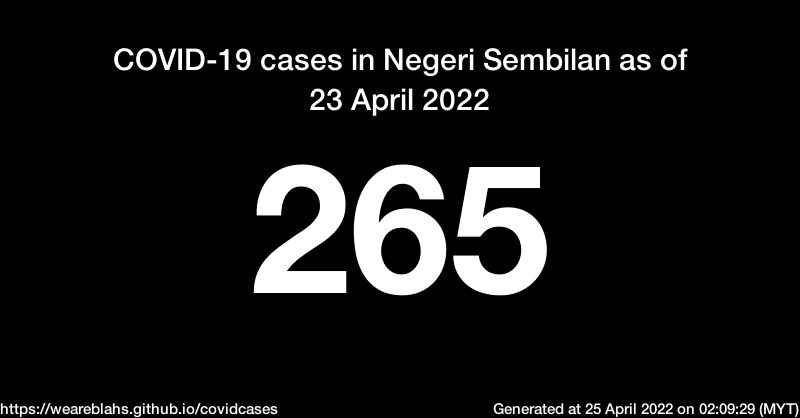 COVID-19 cases in Negeri Sembilan as of
23 April 2022
265
https://weareblahs.github.io/covidcases
Generated at 25 April 2022 on 02:09:29 (MYT)